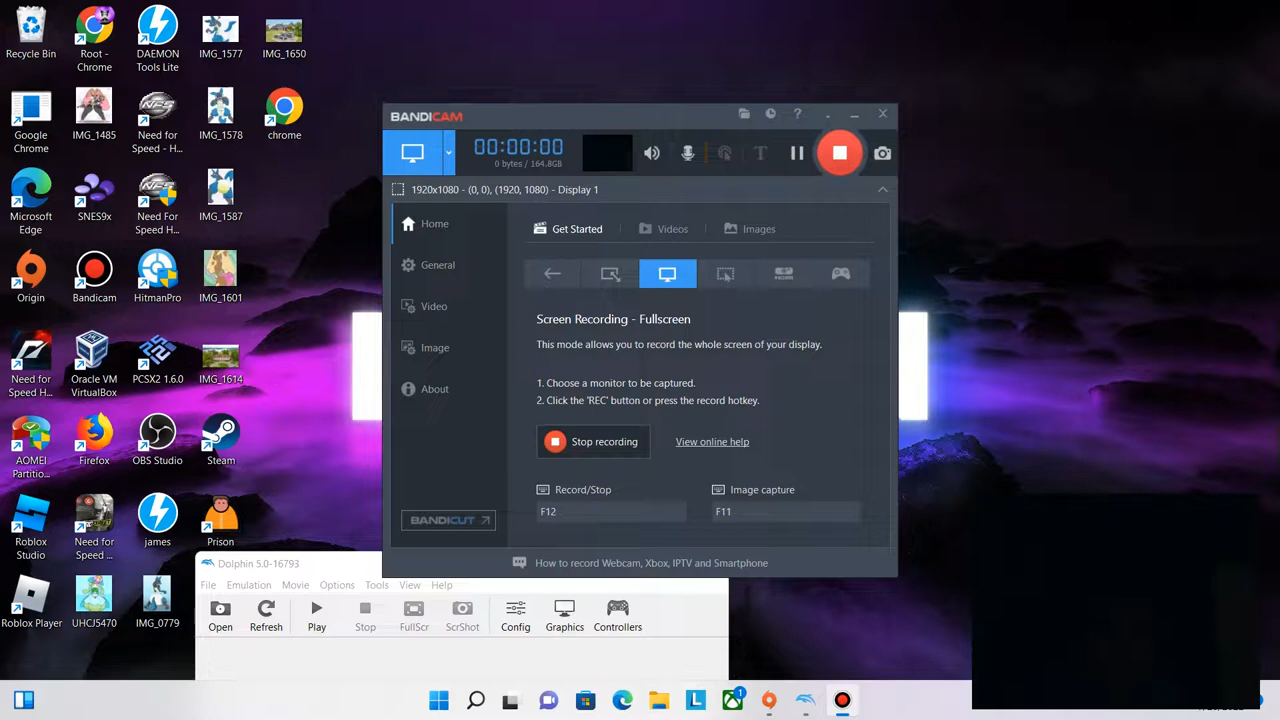 Recycle Bin
Root -
Chrome
DAEMON
Tools Lite
IMG_1577
IMG_1650
Google
Chrome
IMG_1485
Need for
Speed - H...
IMG_1578
chrome
Microsoft
Edge
SNES9x
Need For
Speed H...
IMG_1587
Origin
Bandicam
HitmanPro
IMG_1601
Need for
Speed H...
Oracle VM
VirtualBox
PCSX2 1.6.0
IMG_1614
AOMEI
Partitio...
Firefox
OBS Studio
Steam
Roblox
Studio
Need for
Speed ...
james
Prison
Roblox Player
UHCJ5470
IMG_0779
BANDICAM
00:00:00
0 bytes / 164.8GB
1920x1080 - (0, 0), (1920, 1080) - Display 1
Home
General
Video
Image
About
BANDICUT
Get Started
Videos
Images
Screen Recording - Fullscreen
This mode allows you to record the whole screen of your display.
1. Choose a monitor to be captured.
2. Click the 'REC' button or press the record hotkey.
Stop recording
View online help
Record/Stop
Image capture
F12
F11
How to record Webcam, Xbox, IPTV and Smartphone
Dolphin 5.0-16793
File Emulation Movie Options Tools View Help
Open Refresh Play Stop FullScr ScrShot Config Graphics Controllers